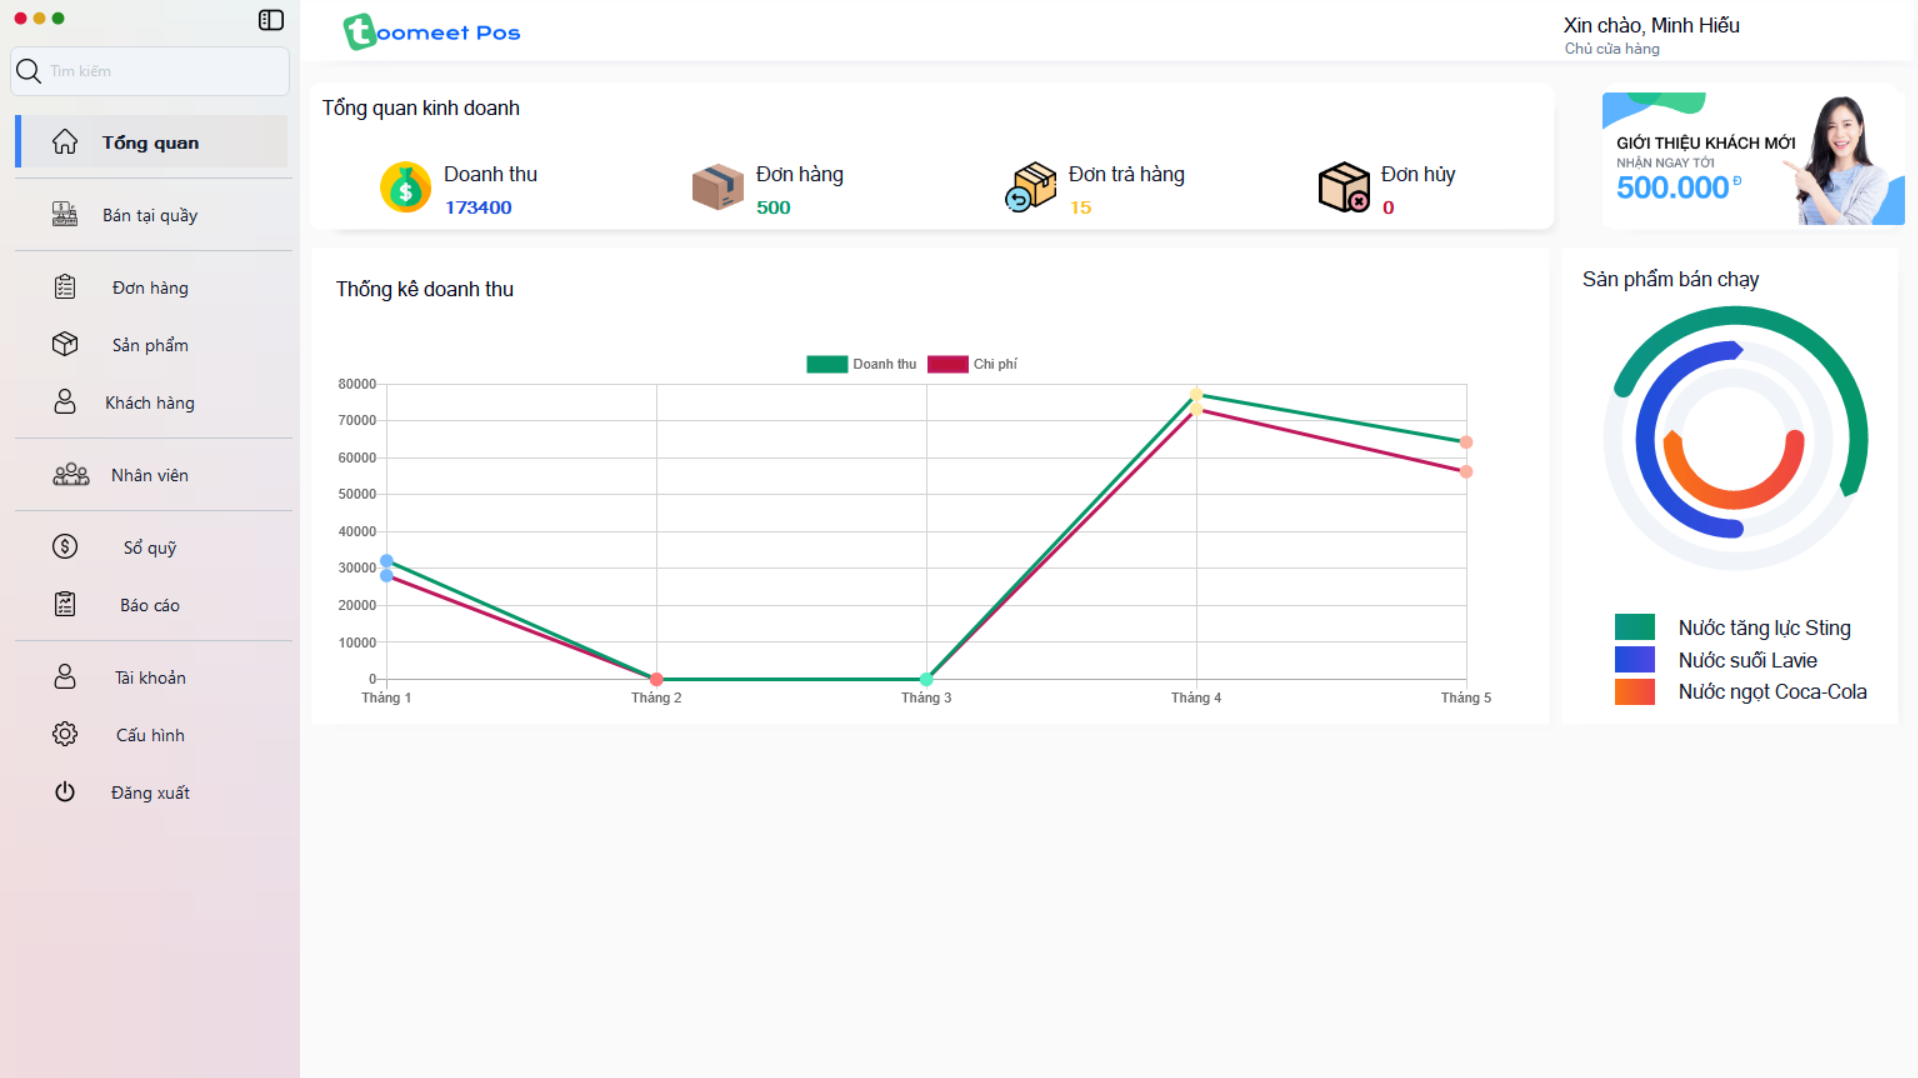 Tìm kiếm
Tổng quan
Bán tại quầy
Đơn hàng
Sản phẩm
Khách hàng
Nhân viên
Sổ quỹ
Báo cáo
Tài khoản
Cấu hình
Đăng xuất
toomeet Pos
Xin chào, Minh Hiếu
Chủ cửa hàng
Tổng quan kinh doanh
Doanh thu
173400
Đơn hàng
500
Đơn trả hàng
15
Đơn hủy
0
GIỚI THIỆU KHÁCH MỚI
NHẬN NGAY TỚI
500.000 Đ
Thống kê doanh thu
Doanh thu
Chi phí
80000
70000
60000
50000
40000
30000
20000
10000
0
Tháng 1
Tháng 2
Tháng 3
Tháng 4
Tháng 5
Sản phẩm bán chạy
Nước tăng lực Sting
Nước suối Lavie
Nước ngọt Coca-Cola